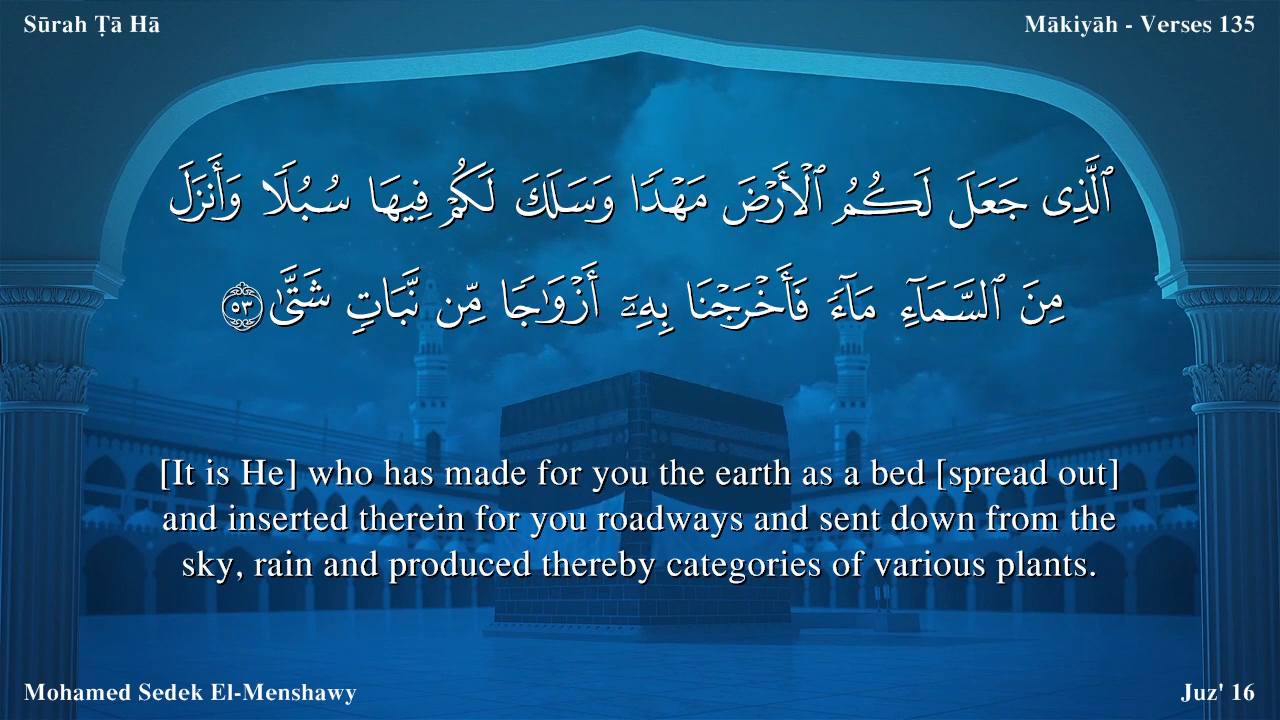 Sūrah Ṭā Hā
Mākiyāh - Verses 135
ٱلَّذِى جَعَلَ لَكُمُ ٱلْأَرْضَ مَهْدًا وَسَلَكَ لَكُمْ فِيهَا سُبُلًا وَأَنزَلَ
مِنَ ٱلسَّمَآءِ مَآءً فَأَخْرَجْنَا بِهِۦٓ أَزْوَٰجًا مِّن نَّبَاتٍ شَتَّىٰ ٥٣
[It is He] who has made for you the earth as a bed [spread out]
and inserted therein for you roadways and sent down from the
sky, rain and produced thereby categories of various plants.
Mohamed Sedek El-Menshawy
Juz' 16